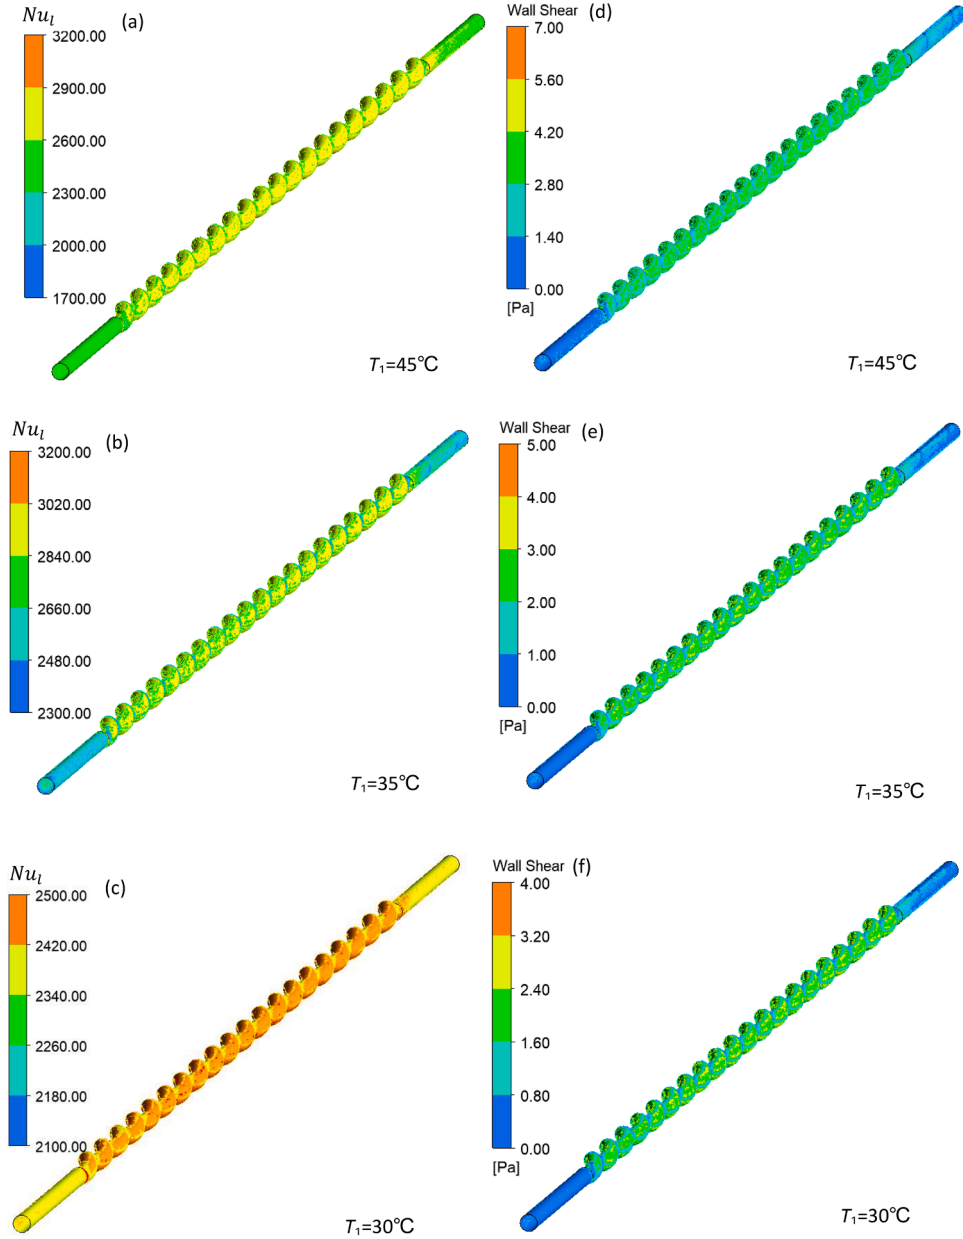 Nuₗ
(a)
3200.00
2900.00
2600.00
2300.00
2000.00
1700.00
T₁=45℃
Wall Shear
(d)
7.00
5.60
4.20
2.80
1.40
0.00
[Pa]
T₁=45℃
Nuₗ
(b)
3200.00
3020.00
2840.00
2660.00
2480.00
2300.00
T₁=35℃
Wall Shear
(e)
5.00
4.00
3.00
2.00
1.00
0.00
[Pa]
T₁=35℃
Nuₗ
(c)
2500.00
2420.00
2340.00
2260.00
2180.00
2100.00
T₁=30℃
Wall Shear
(f)
4.00
3.20
2.40
1.60
0.80
0.00
[Pa]
T₁=30℃